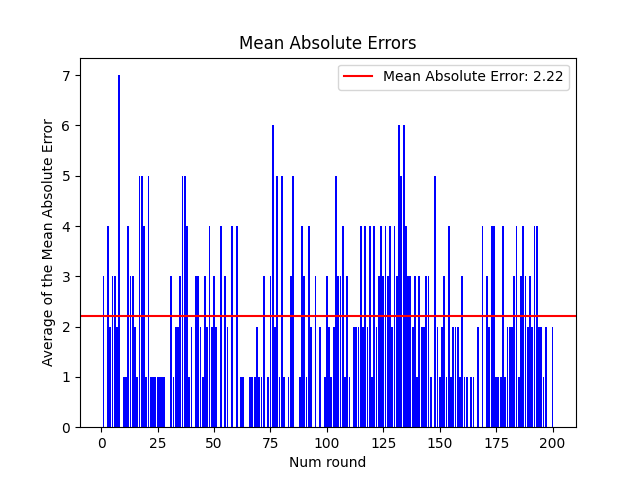 Mean Absolute Errors
Mean Absolute Error: 2.22
Average of the Mean Absolute Error
7
6
5
4
3
2
1
0
0 25 50 75 100 125 150 175 200
Num round